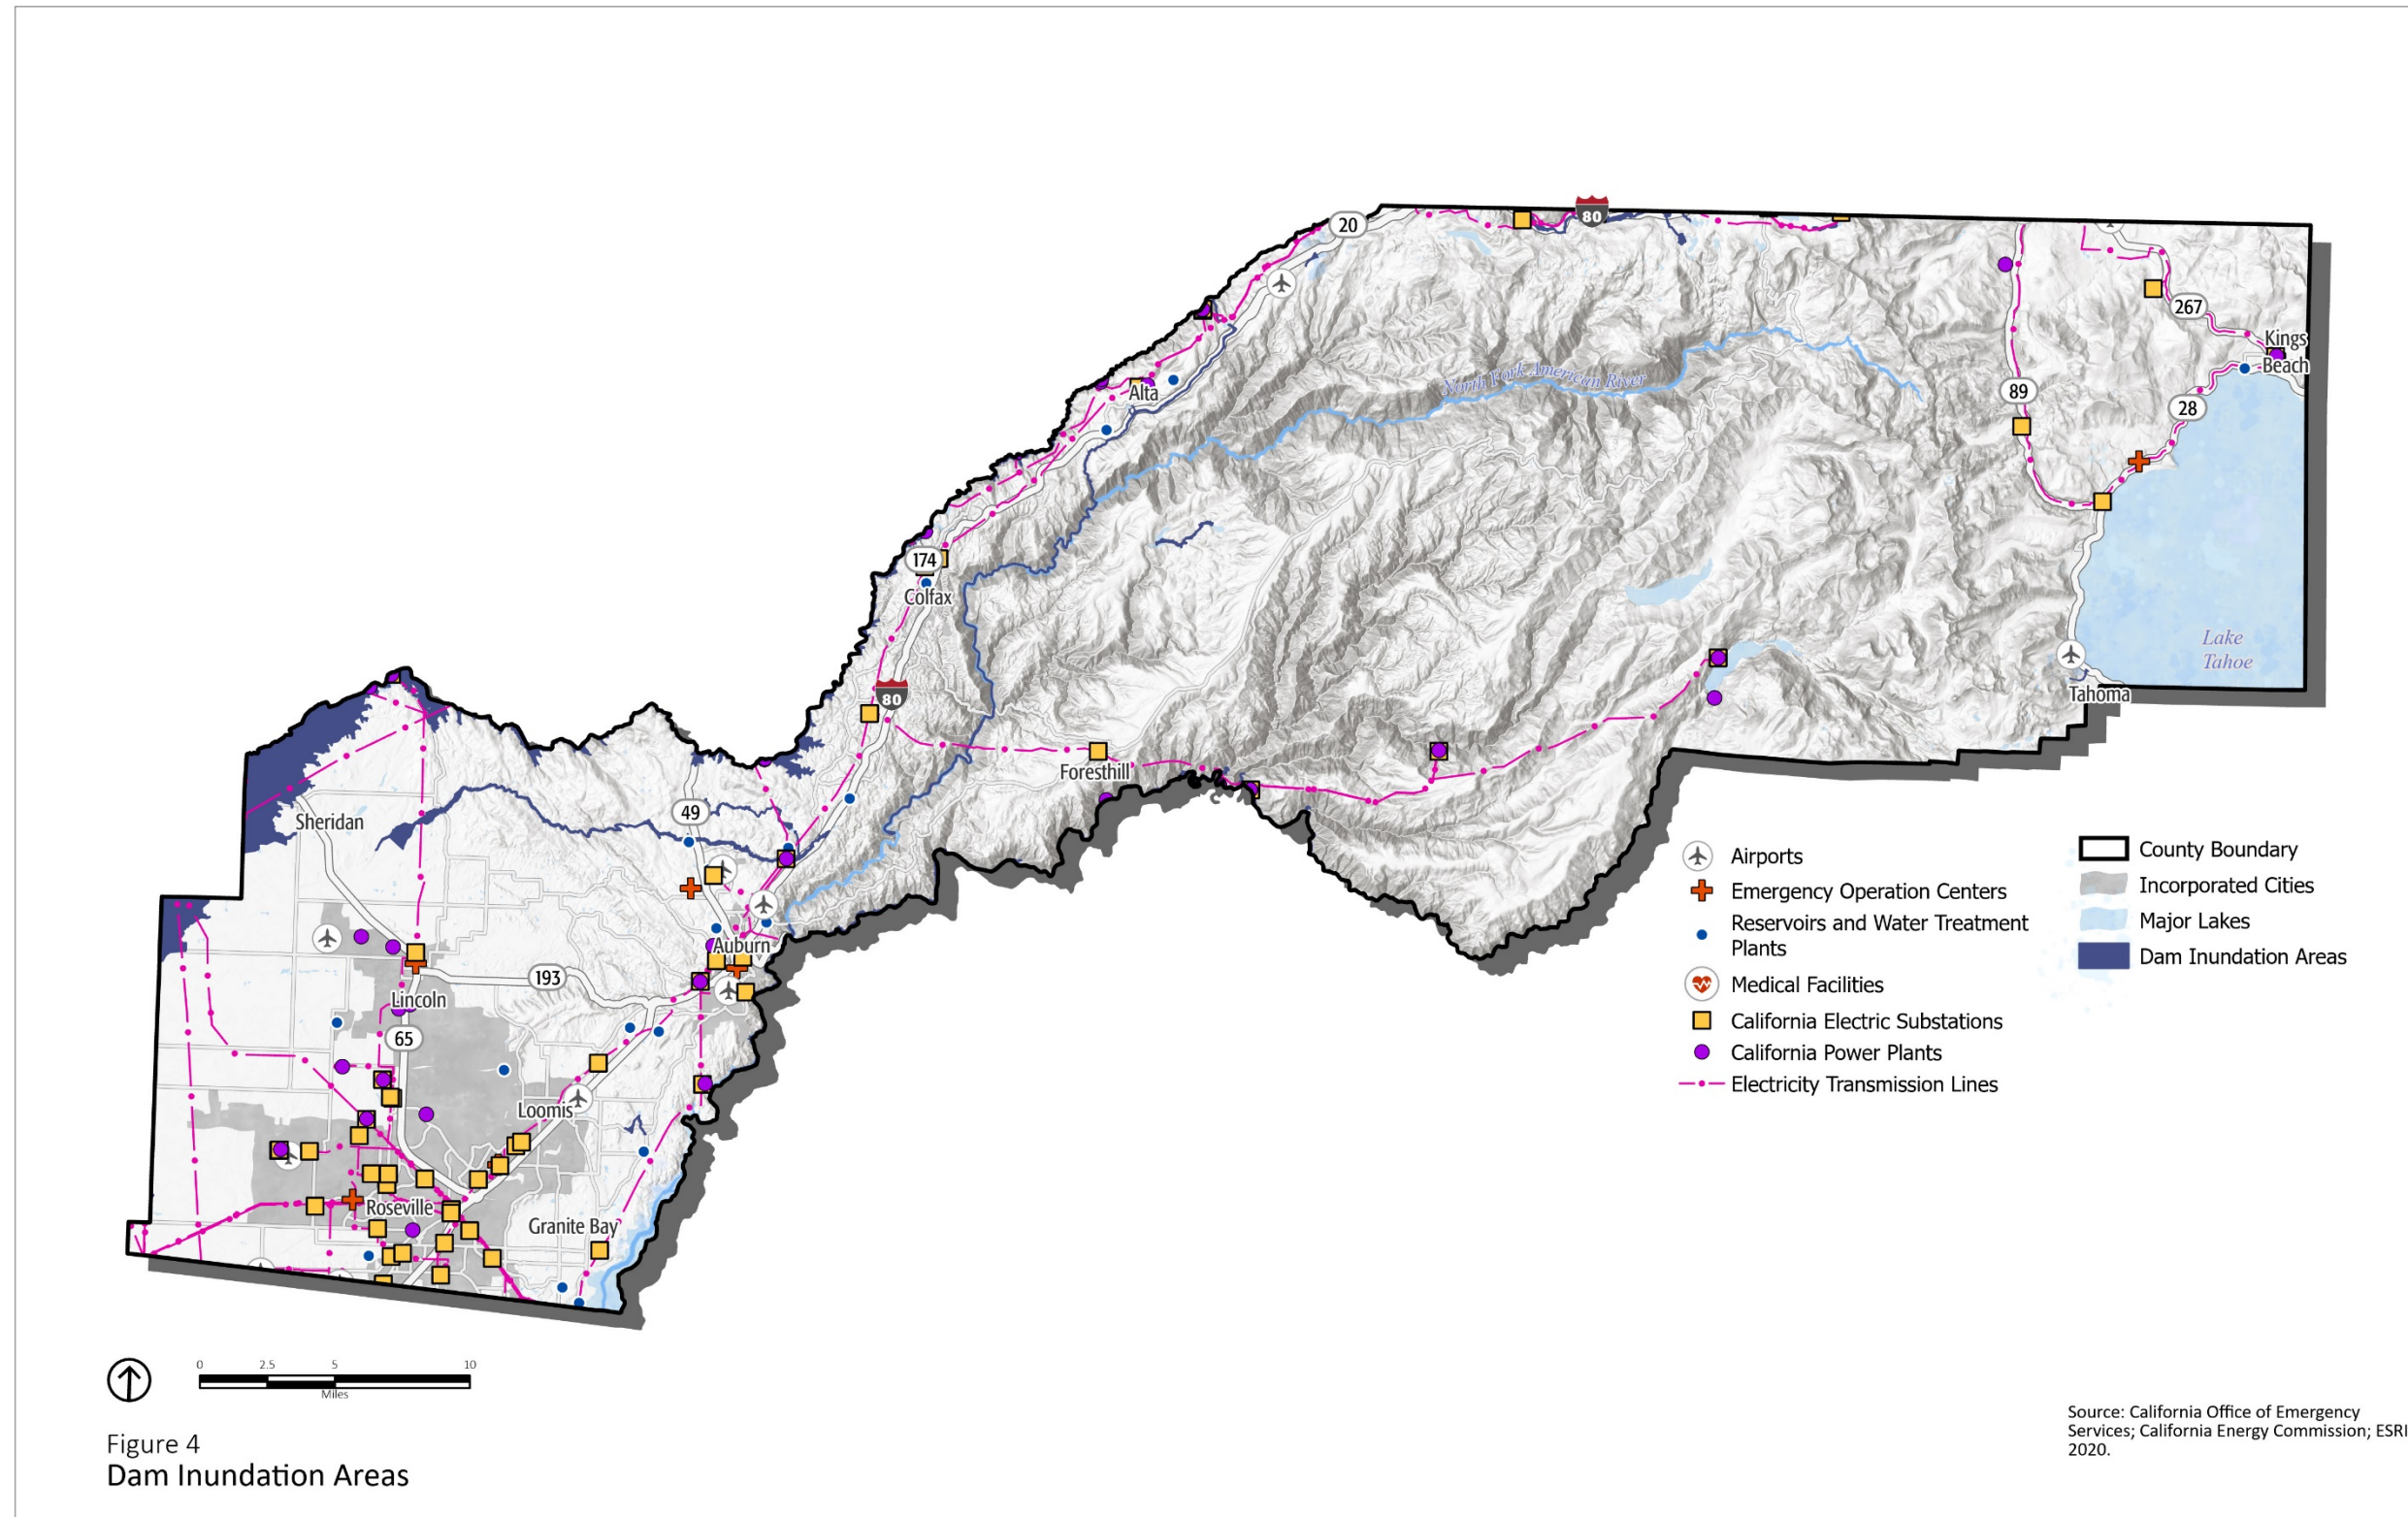 80
20
267
Kings
Beach
North Fork American River
Alta
89
28
174
Colfax
Lake
Tahoe
80
Tahoma
Foresthill
49
Sheridan
Auburn
193
Lincoln
65
Loomis
Roseville
Granite Bay
Airports
Emergency Operation Centers
Reservoirs and Water Treatment
Plants
Medical Facilities
California Electric Substations
California Power Plants
Electricity Transmission Lines
County Boundary
Incorporated Cities
Major Lakes
Dam Inundation Areas
0 2.5 5 10
Miles
Figure 4
Dam Inundation Areas
Source: California Office of Emergency
Services; California Energy Commission; ESRI
2020.